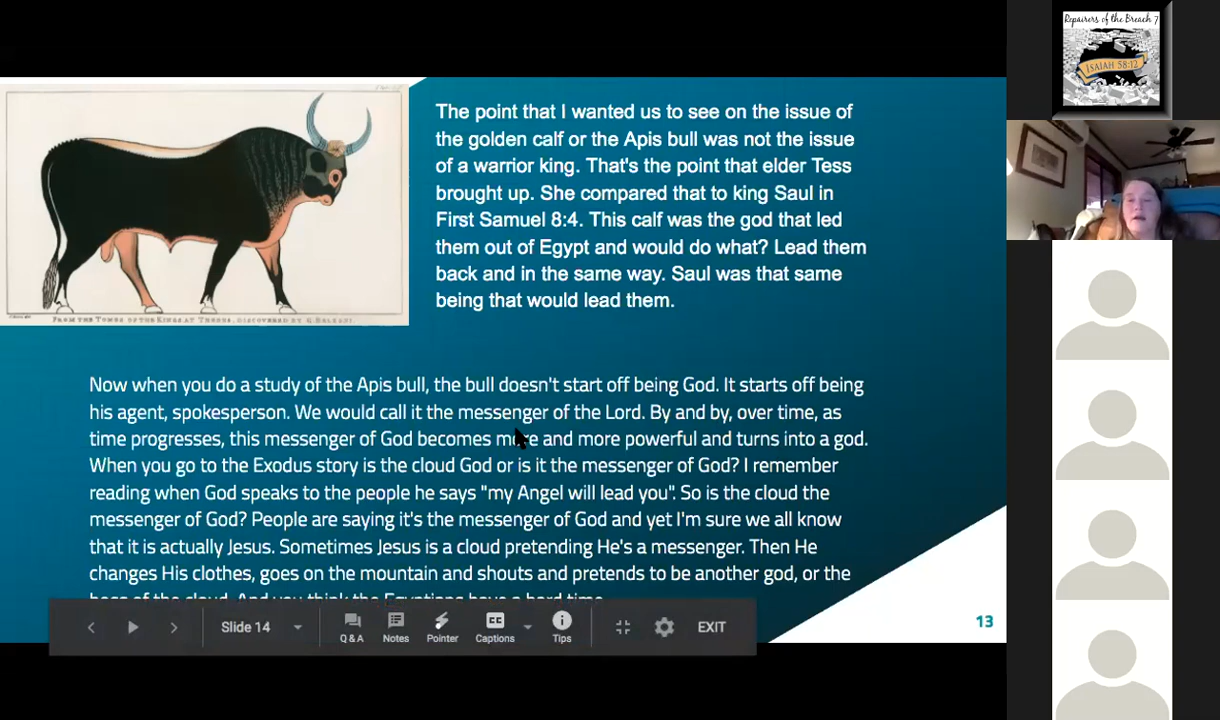 The point that I wanted us to see on the issue of
the golden calf or the Apis bull was not the issue
of a warrior king. That's the point that elder Tess
brought up. She compared that to king Saul in
First Samuel 8:4. This calf was the god that led
them out of Egypt and would do what? Lead them
back and in the same way. Saul was that same
being that would lead them.
FROM THE TOMBS OF THE KINGS AT THEBES, DISCOVERED BY G. BELZONI.
Now when you do a study of the Apis bull, the bull doesn't start off being God. It starts off being
his agent, spokesperson. We would call it the messenger of the Lord. By and by, over time, as
time progresses, this messenger of God becomes more and more powerful and turns into a god.
When you go to the Exodus story is the cloud God or is it the messenger of God? I remember
reading when God speaks to the people he says "my Angel will lead you". So is the cloud the
messenger of God? People are saying it's the messenger of God and yet I'm sure we all know
that it is actually Jesus. Sometimes Jesus is a cloud pretending He's a messenger. Then He
changes His clothes, goes on the mountain and shouts and pretends to be another god, or the
of the cloud. And you think the Egyptians have a hard time
13
Slide 14
Q & A
Notes
Pointer
Captions
Tips
EXIT
Repairers of the Breach 7
ISAIAH 58:12